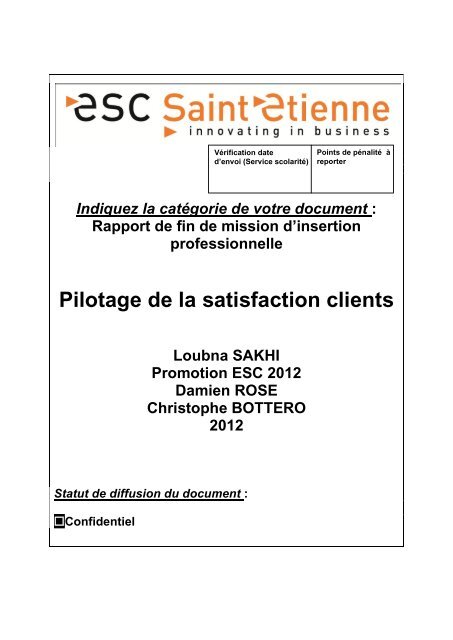 esc Saint etienne
innovating in business
Vérification date
d'envoi (Service scolarité)
Points de pénalité à
reporter
Indiquez la catégorie de votre document :
Rapport de fin de mission d'insertion
professionnelle
Pilotage de la satisfaction clients
Loubna SAKHI
Promotion ESC 2012
Damien ROSE
Christophe BOTTERO
2012
Statut de diffusion du document :
Confidentiel